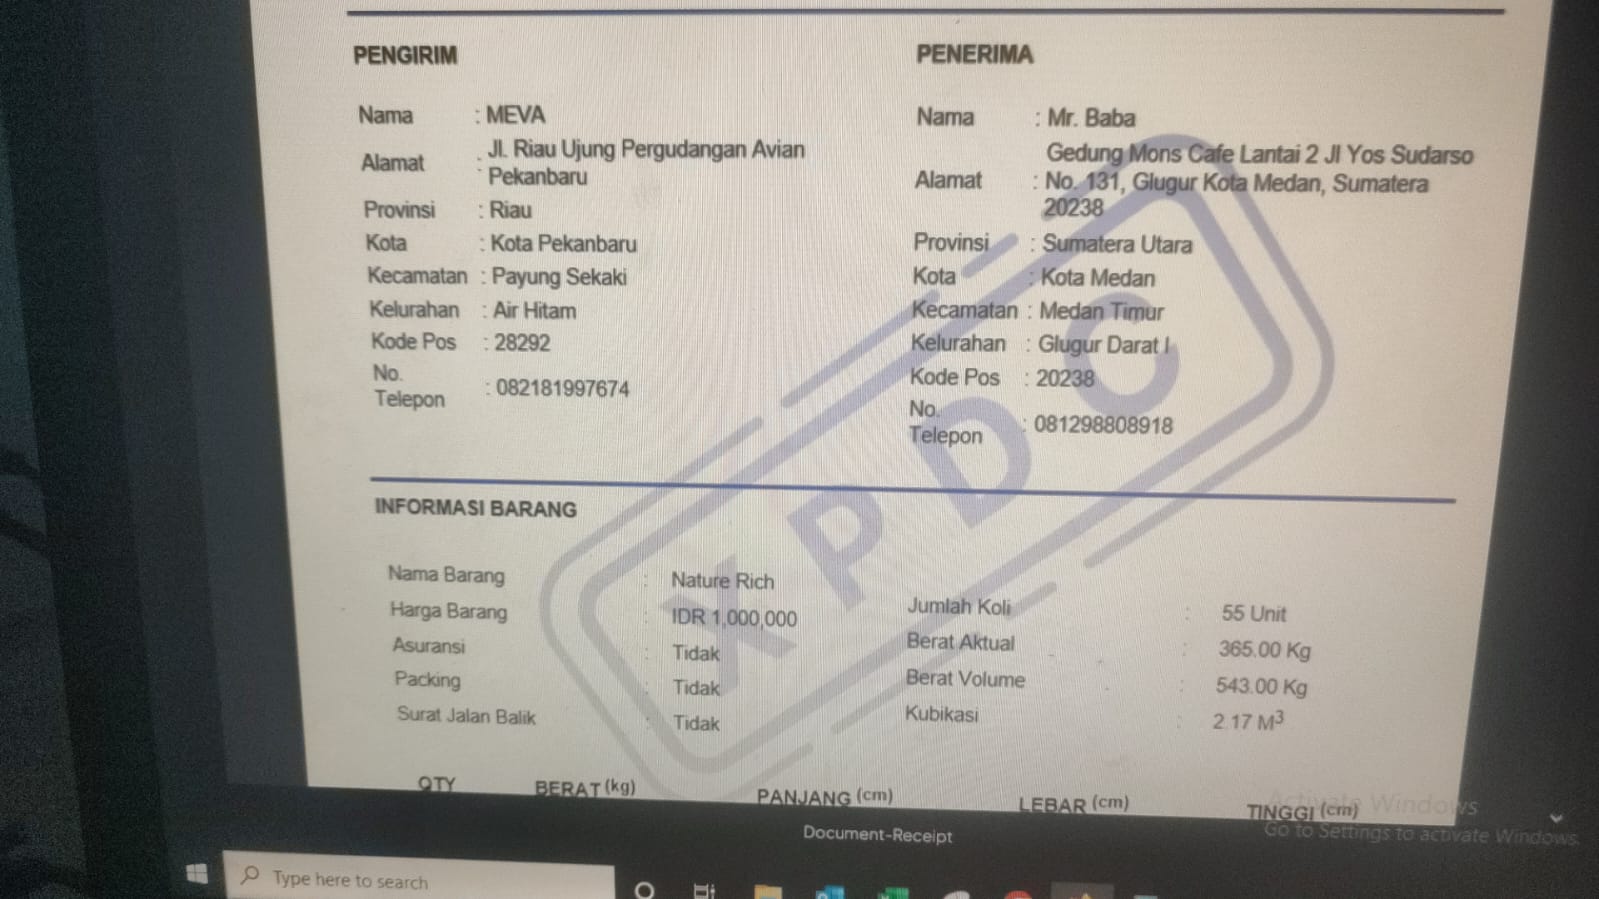 PENGIRIM
Nama : MEVA
Alamat : Jl. Riau Ujung Pergudangan Avian
Pekanbaru
Provinsi : Riau
Kota : Kota Pekanbaru
Kecamatan : Payung Sekaki
Kelurahan : Air Hitam
Kode Pos : 28292
No.
Telepon : 082181997674
PENERIMA
Nama : Mr. Baba
Gedung Mons Cafe Lantai 2 Jl Yos Sudarso
Alamat : No. 131, Glugur Kota Medan, Sumatera
20238
Provinsi : Sumatera Utara
Kota : Kota Medan
Kecamatan : Medan Timur
Kelurahan : Glugur Darat I
Kode Pos : 20238
No.
Telepon : 081298808918
XPDC
INFORMASI BARANG
Nama Barang : Nature Rich
Harga Barang : IDR 1,000,000
Asuransi : Tidak
Packing : Tidak
Surat Jalan Balik : Tidak
Jumlah Koli : 55 Unit
Berat Aktual : 365.00 Kg
Berat Volume : 543.00 Kg
Kubikasi : 2.17 M3
QTY BERAT (kg) PANJANG (cm) LEBAR (cm) TINGGI (cm)
Activate Windows
Go to Settings to activate Windows.
Document-Receipt
Type here to search